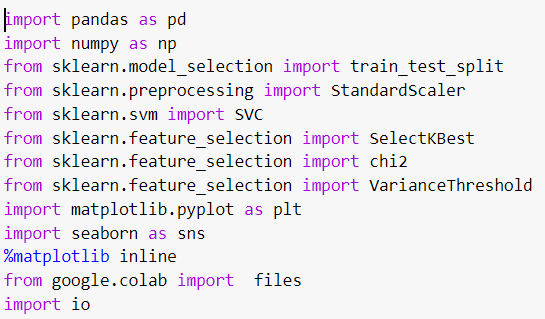 import pandas as pd
import numpy as np
from sklearn.model_selection import train_test_split
from sklearn.preprocessing import StandardScaler
from sklearn.svm import SVC
from sklearn.feature_selection import SelectKBest
from sklearn.feature_selection import chi2
from sklearn.feature_selection import VarianceThreshold
import matplotlib.pyplot as plt
import seaborn as sns
%matplotlib inline
from google.colab import  files
import io